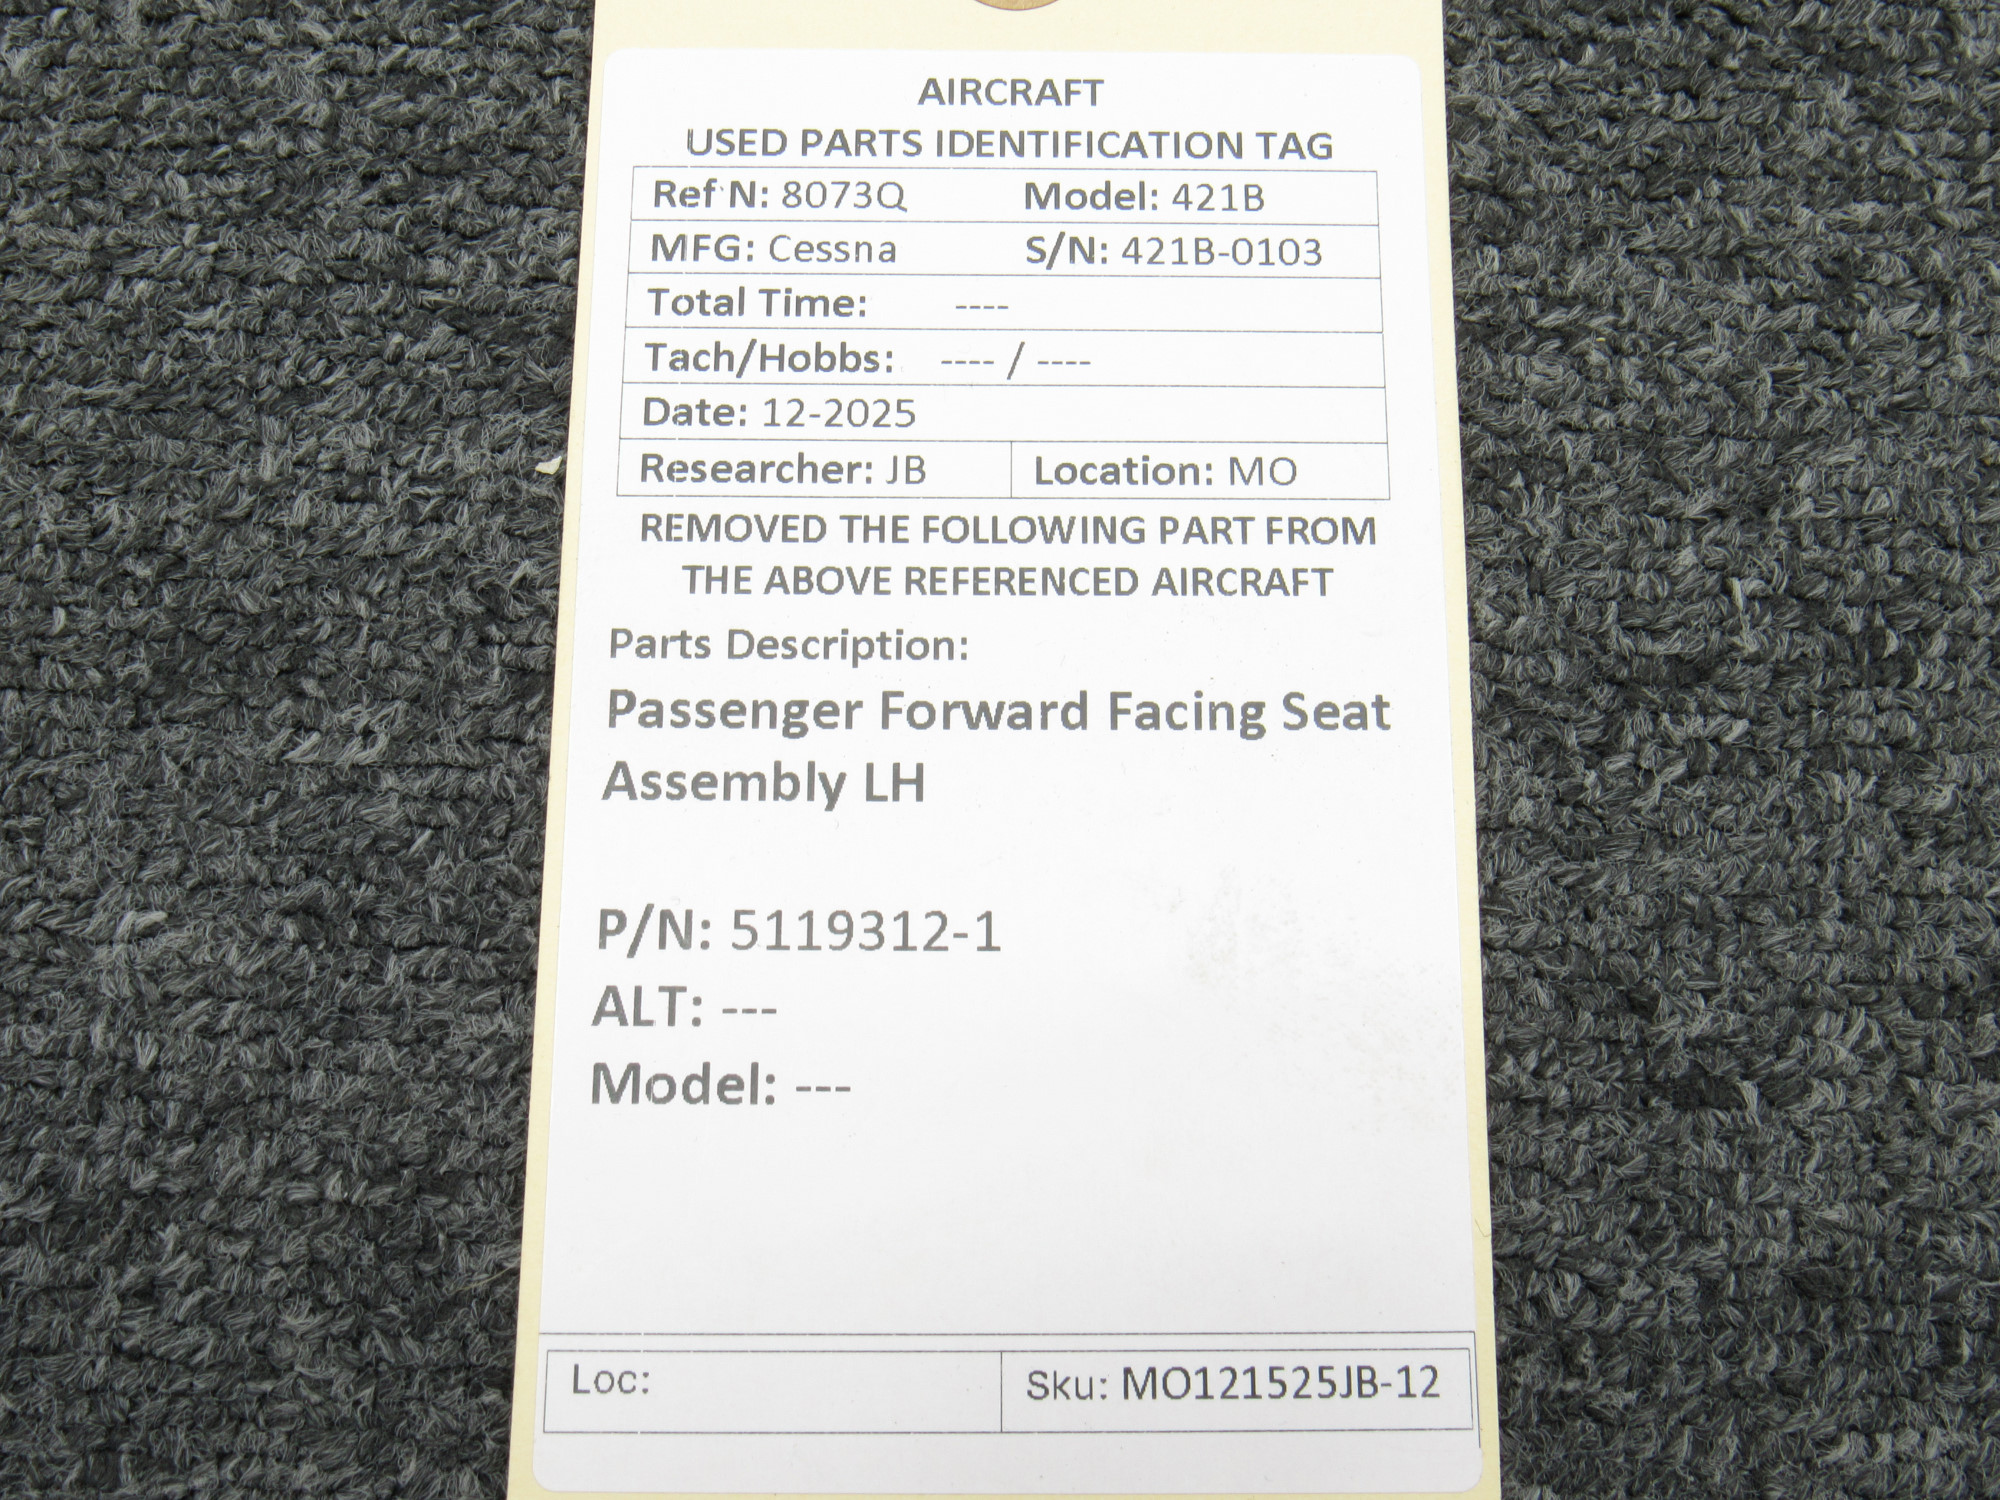 AIRCRAFT
USED PARTS IDENTIFICATION TAG
Ref N: 8073Q Model: 421B
MFG: Cessna S/N: 421B-0103
Total Time: ----
Tach/Hobbs: ---- / ----
Date: 12-2025
Researcher: JB Location: MO
REMOVED THE FOLLOWING PART FROM
THE ABOVE REFERENCED AIRCRAFT
Parts Description:
Passenger Forward Facing Seat
Assembly LH
P/N: 5119312-1
ALT: ---
Model: ---
Loc: Sku: MO121525JB-12